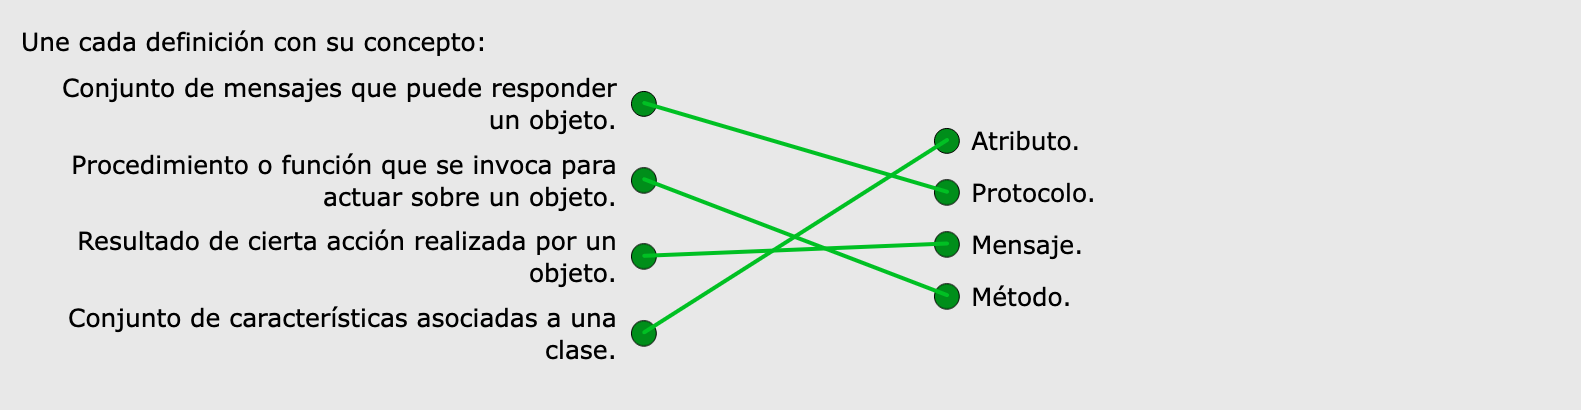 Une cada definición con su concepto:
Conjunto de mensajes que puede responder
un objeto.
Procedimiento o función que se invoca para
actuar sobre un objeto.
Resultado de cierta acción realizada por un
objeto.
Conjunto de características asociadas a una
clase.
Atributo.
Protocolo.
Mensaje.
Método.